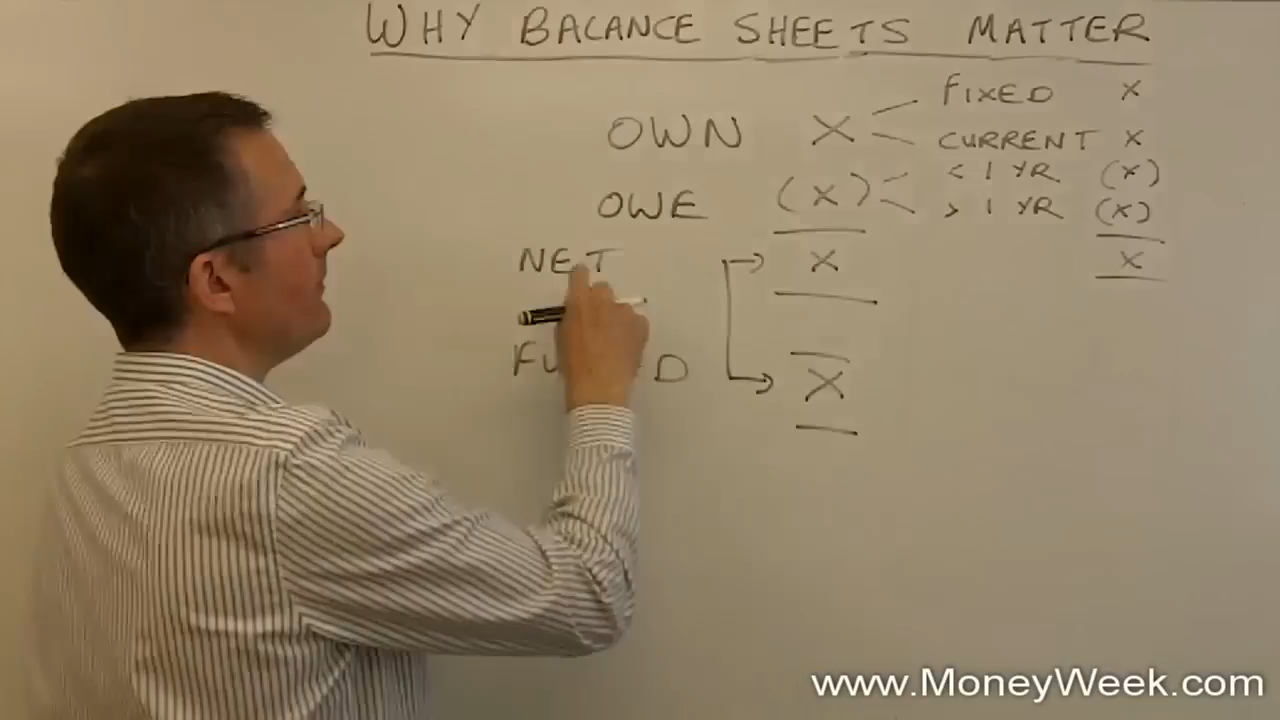 WHY BALANCE SHEETS MATTER
FIXED X
OWN X
CURRENT X
< 1 YR (X)
OWE (X)
> 1 YR (X)
NET X X
X
www.MoneyWeek.com